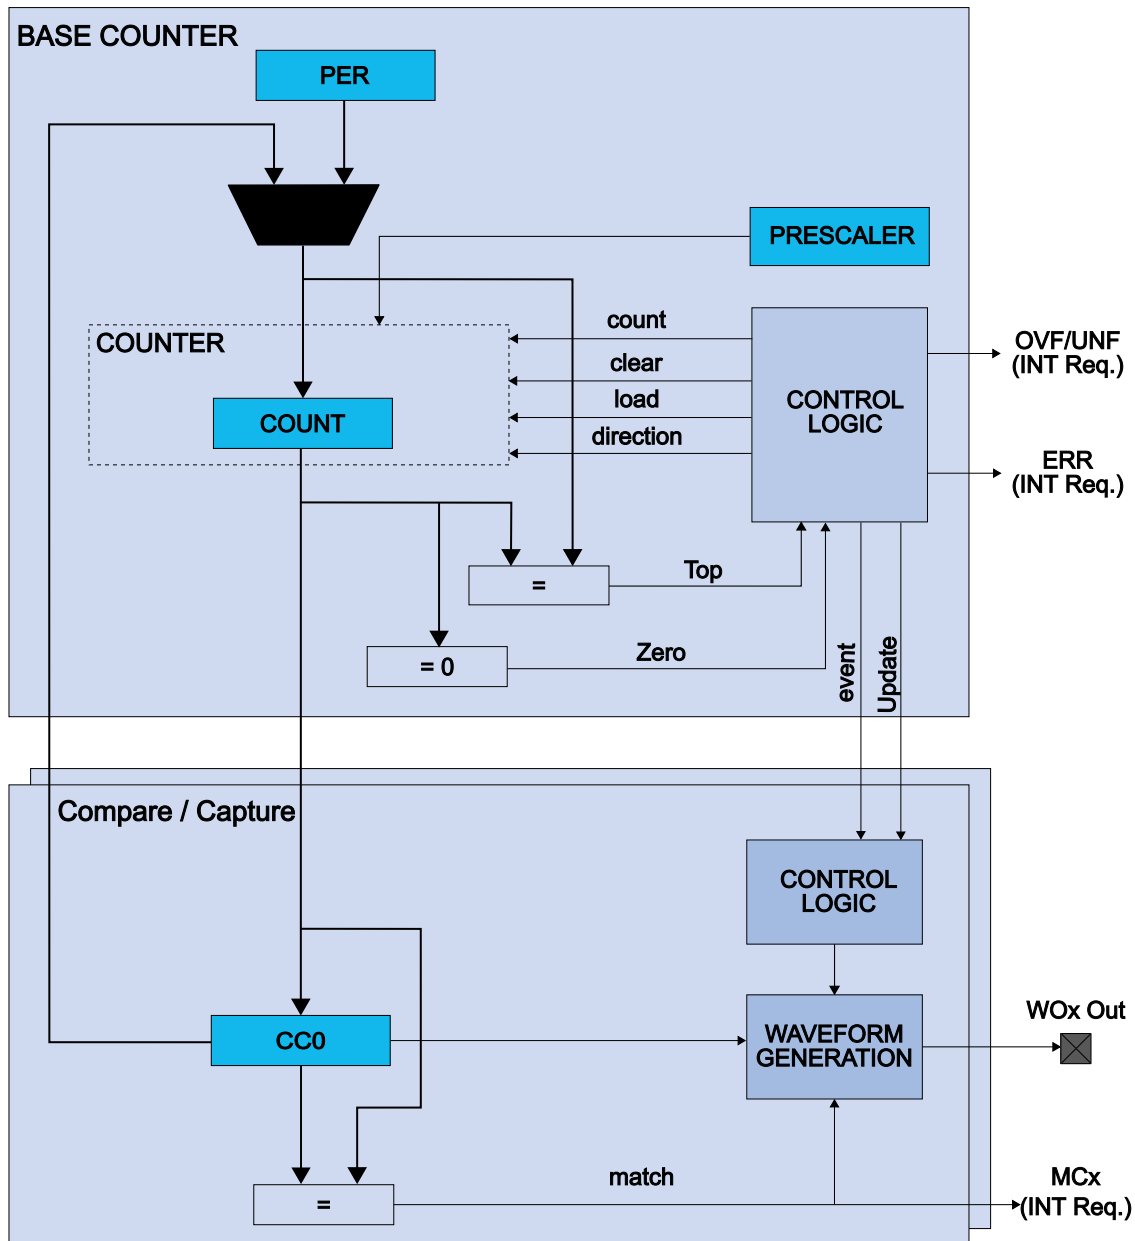 BASE COUNTER
PER
PRESCALER
COUNTER
count
clear
load
direction
COUNT
CONTROL
LOGIC
OVF/UNF
(INT Req.)
ERR
(INT Req.)
=
Top
= 0
Zero
event
Update
Compare / Capture
CONTROL
LOGIC
CC0
WAVEFORM
GENERATION
WOx Out
=
match
MCx
(INT Req.)